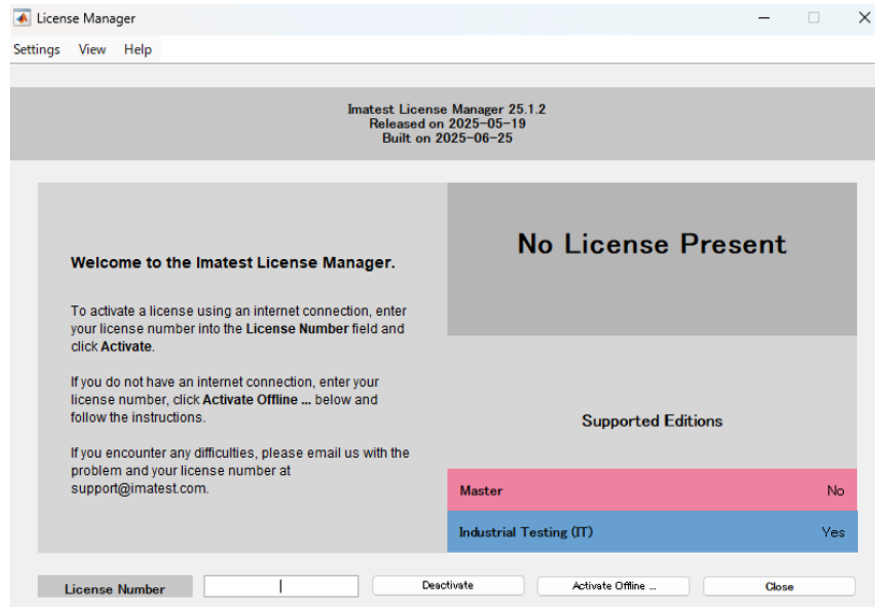 License Manager
Settings View Help
Imatest License Manager 25.1.2
Released on 2025-05-19
Built on 2025-06-25
Welcome to the Imatest License Manager.
To activate a license using an internet connection, enter
your license number into the License Number field and
click Activate.
If you do not have an internet connection, enter your
license number, click Activate Offline ... below and
follow the instructions.
If you encounter any difficulties, please email us with the
problem and your license number at
support@imatest.com.
No License Present
Supported Editions
Master No
Industrial Testing (IT) Yes
License Number Deactivate Activate Offline ... Close